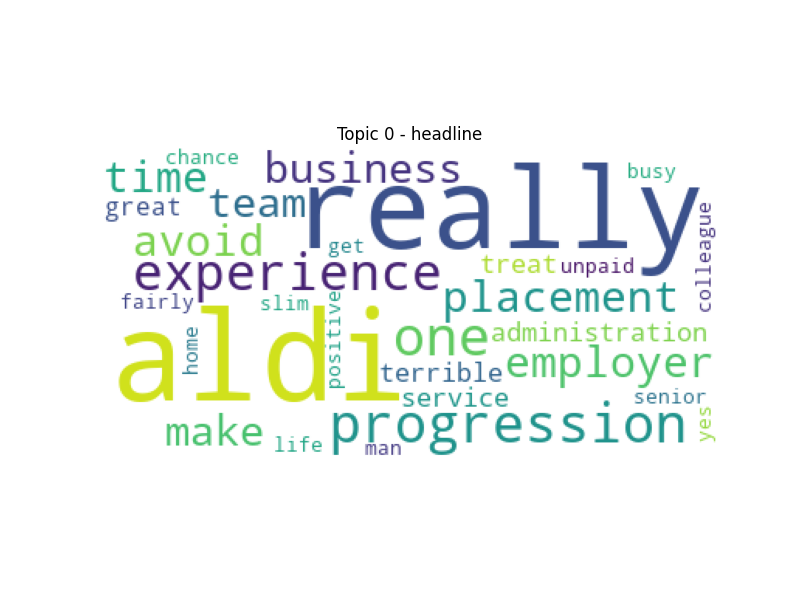 Topic 0 - headline
chance
time
business
really
busy
great
team
colleague
avoid
get
experience
treat
unpaid
fairly
slim
positive
placement
home
aldi
one
administration
terrible
employer
service
senior
make
progression
yes
life
man